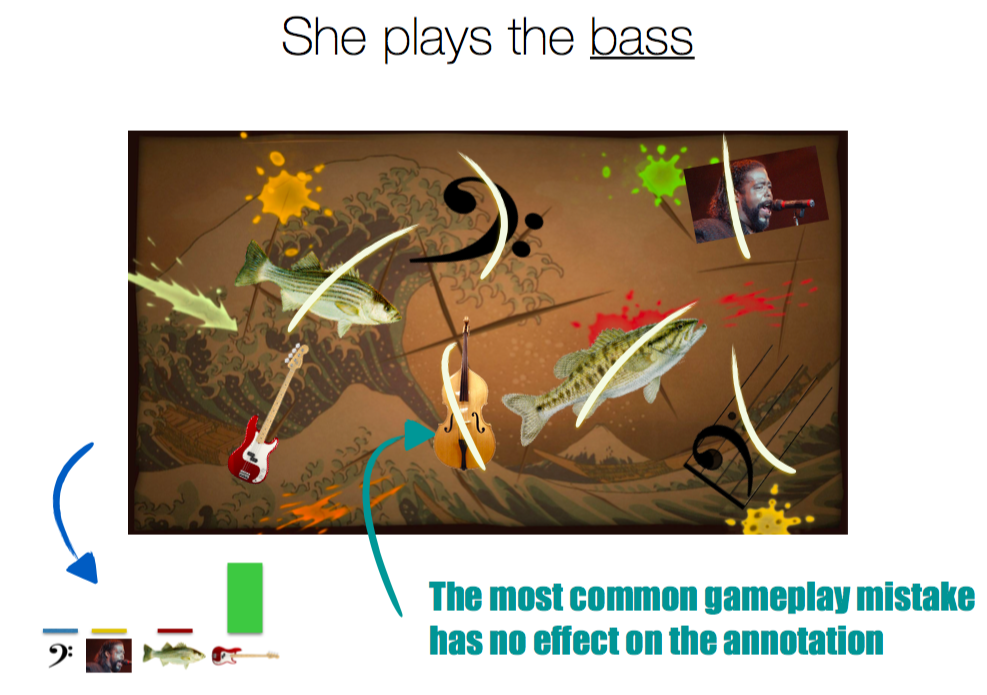 She plays the bass
The most common gameplay mistake
has no effect on the annotation